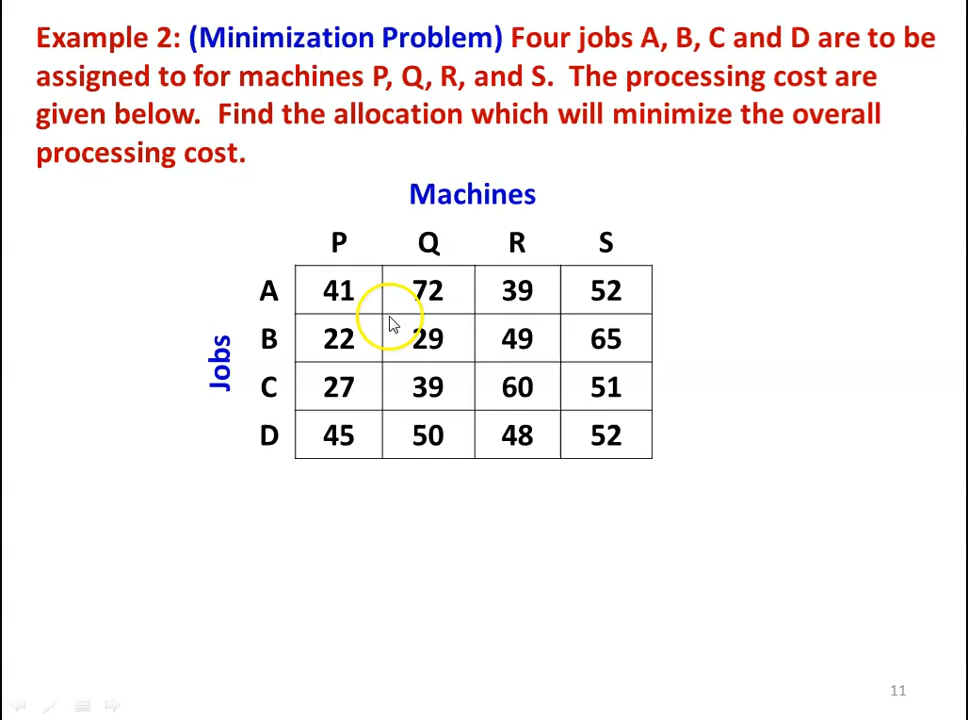 Example 2: (Minimization Problem) Four jobs A, B, C and D are to be
assigned to for machines P, Q, R, and S. The processing cost are
given below. Find the allocation which will minimize the overall
processing cost.
Machines
P Q R S
A 41 72 39 52
B 22 29 49 65
Jobs
C 27 39 60 51
D 45 50 48 52
11